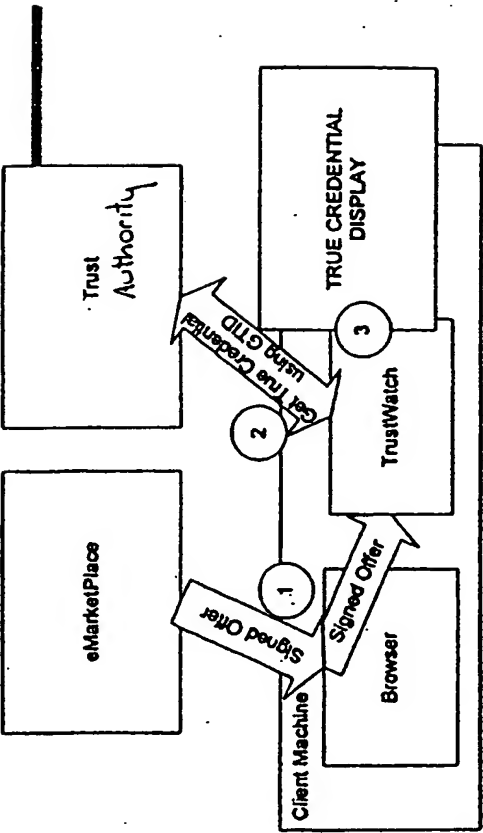 eMarketPlace
Trust
Authority
1
Signed Offer
2
Get True Credential
using GTID
Client Machine
Browser
Signed Offer
TrustWatch
3
TRUE CREDENTIAL
DISPLAY